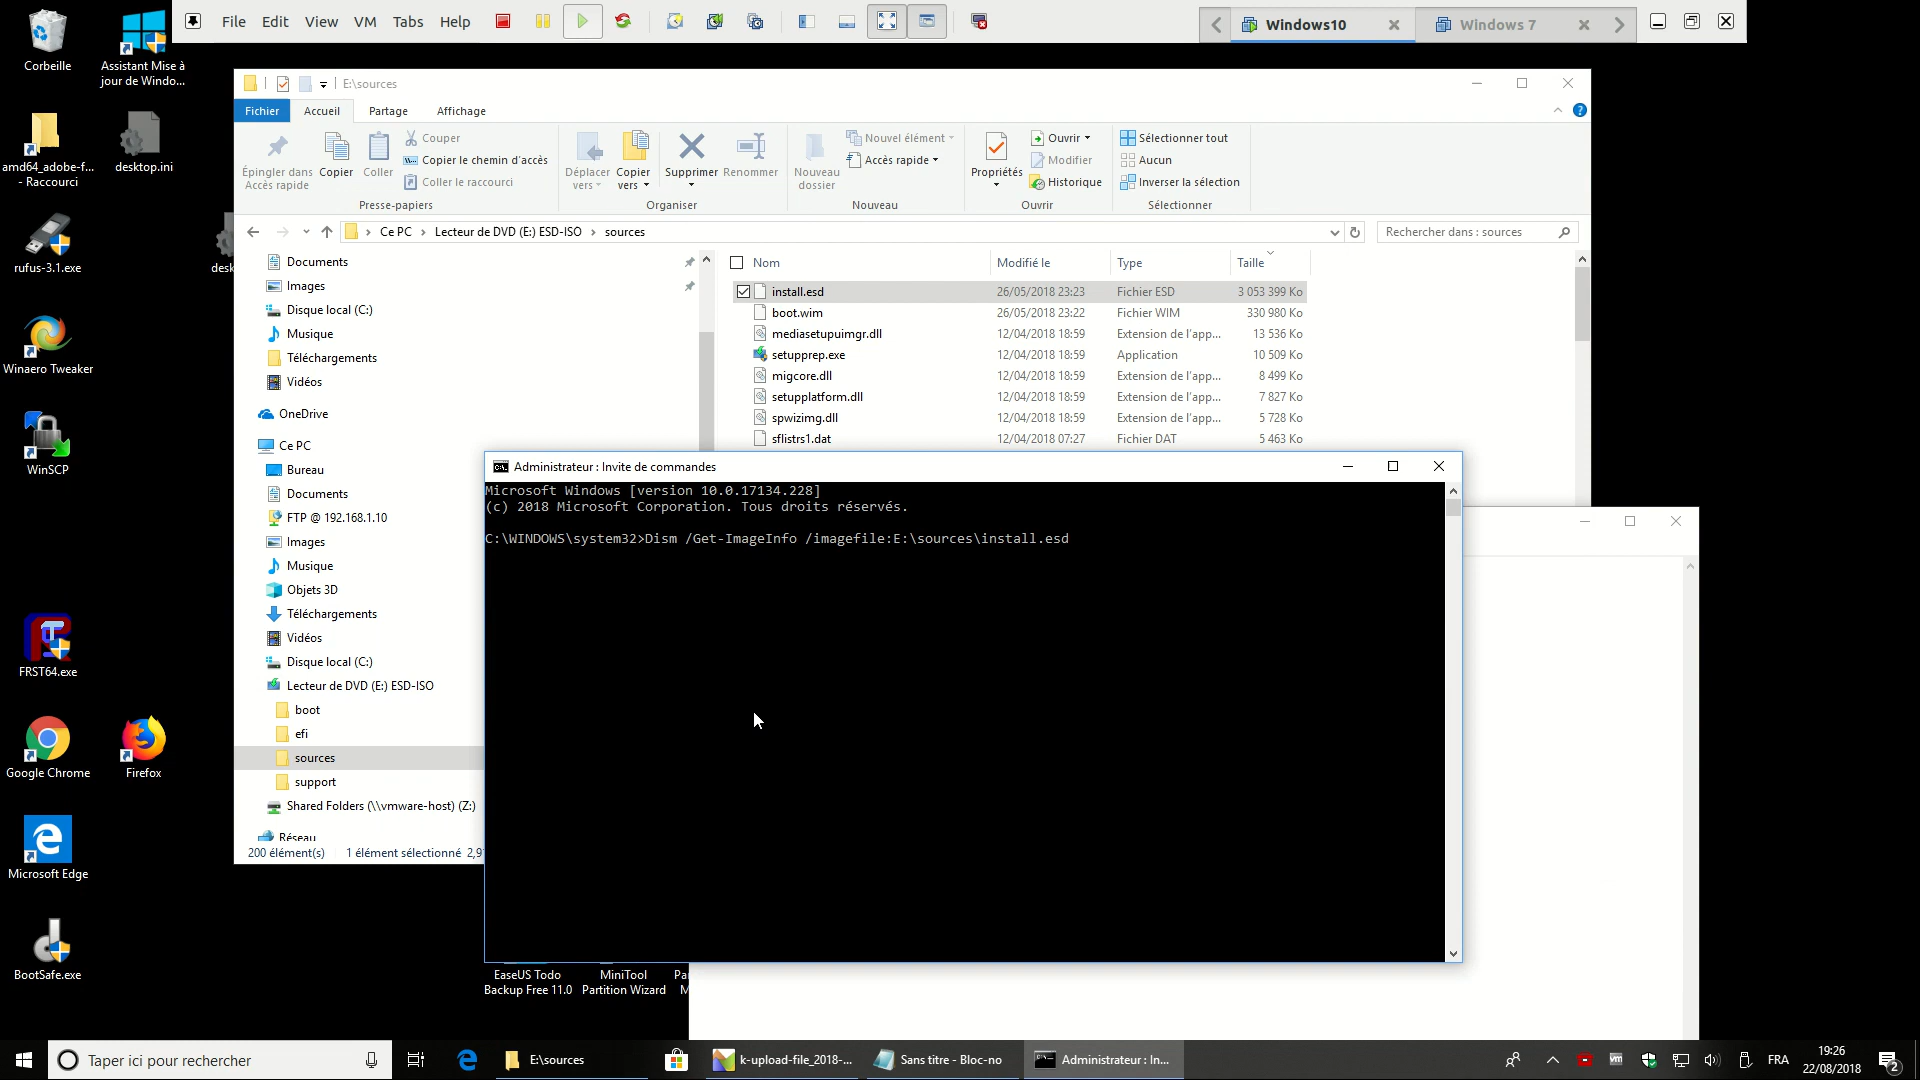 File Edit View VM Tabs Help
Windows10
Windows 7
Corbeille
Assistant Mise à
jour de Windo...
amd64_adobe-f...
- Raccourci
desktop.ini
rufus-3.1.exe
desk
Winaero Tweaker
WinSCP
FRST64.exe
Google Chrome
Firefox
Microsoft Edge
BootSafe.exe
EaseUS Todo
Backup Free 11.0
MiniTool
Partition Wizard
E:\sources
Fichier Accueil Partage Affichage
Épingler dans
Accès rapide
Copier
Coller
Couper
Copier le chemin d'accès
Coller le raccourci
Presse-papiers
Déplacer
vers
Copier
vers
Supprimer
Renommer
Organiser
Nouveau
dossier
Nouvel élément
Accès rapide
Nouveau
Propriétés
Ouvrir
Modifier
Historique
Ouvrir
Sélectionner tout
Aucun
Inverser la sélection
Sélectionner
Ce PC > Lecteur de DVD (E:) ESD-ISO > sources
Rechercher dans : sources
Documents
Images
Disque local (C:)
Musique
Téléchargements
Vidéos
OneDrive
Ce PC
Bureau
Documents
FTP @ 192.168.1.10
Images
Musique
Objets 3D
Téléchargements
Vidéos
Disque local (C:)
Lecteur de DVD (E:) ESD-ISO
boot
efi
sources
support
Shared Folders (\\vmware-host) (Z:)
Réseau
200 élément(s) 1 élément sélectionné 2,9
Nom Modifié le Type Taille
install.esd 26/05/2018 23:23 Fichier ESD 3 053 399 Ko
boot.wim 26/05/2018 23:22 Fichier WIM 330 980 Ko
mediasetupuimgr.dll 12/04/2018 18:59 Extension de l'app... 13 536 Ko
setupprep.exe 12/04/2018 18:59 Application 10 509 Ko
migcore.dll 12/04/2018 18:59 Extension de l'app... 8 499 Ko
setupplatform.dll 12/04/2018 18:59 Extension de l'app... 7 827 Ko
spwizimg.dll 12/04/2018 18:59 Extension de l'app... 5 728 Ko
sflistrs1.dat 12/04/2018 07:27 Fichier DAT 5 463 Ko
Administrateur : Invite de commandes
Microsoft Windows [version 10.0.17134.228]
(c) 2018 Microsoft Corporation. Tous droits réservés.
C:\WINDOWS\system32>Dism /Get-ImageInfo /imagefile:E:\sources\install.esd
Taper ici pour rechercher
E:\sources
k-upload-file_2018-...
Sans titre - Bloc-no
Administrateur : In...
FRA
19:26
22/08/2018
2